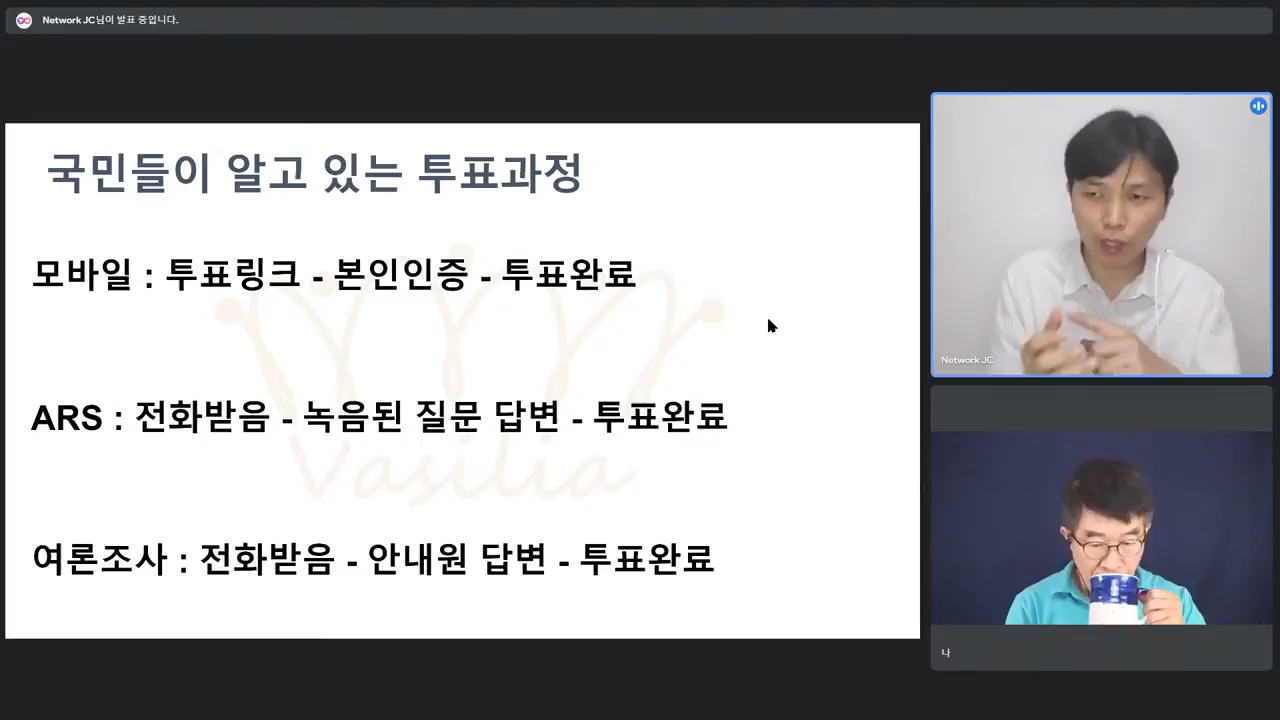 Network JC님이 발표 중입니다.
국민들이 알고 있는 투표과정
모바일 : 투표링크 - 본인인증 - 투표완료
ARS : 전화받음 - 녹음된 질문 답변 - 투표완료
Vasilia
여론조사 : 전화받음 - 안내원 답변 - 투표완료
Network JC
나